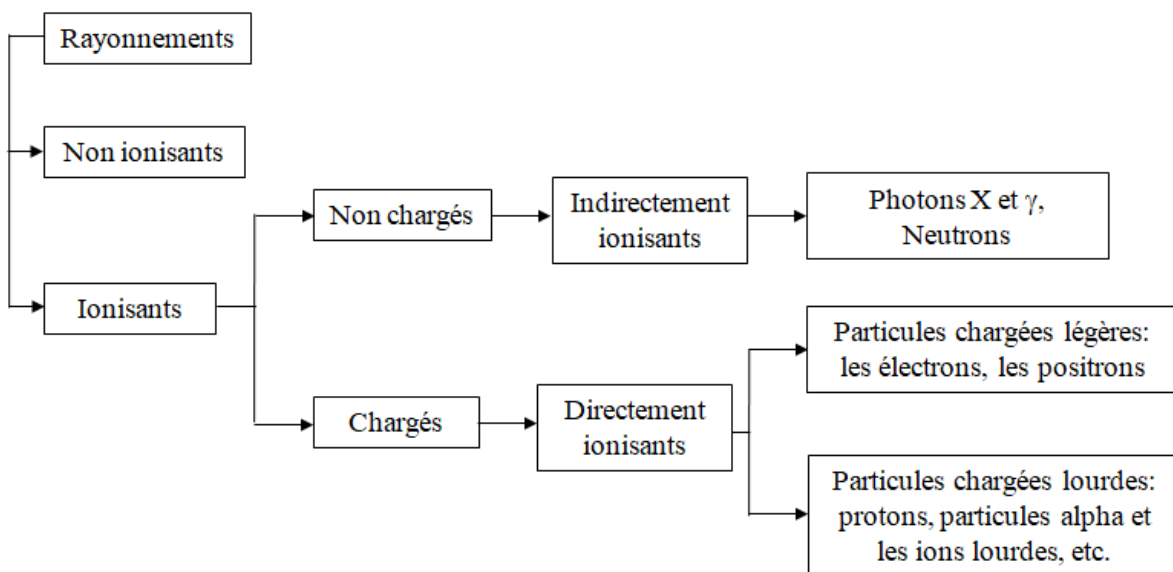 Rayonnements
Non ionisants
Ionisants
Non chargés
Indirectement
ionisants
Photons X et γ,
Neutrons
Chargés
Directement
ionisants
Particules chargées légères:
les électrons, les positrons
Particules chargées lourdes:
protons, particules alpha et
les ions lourdes, etc.